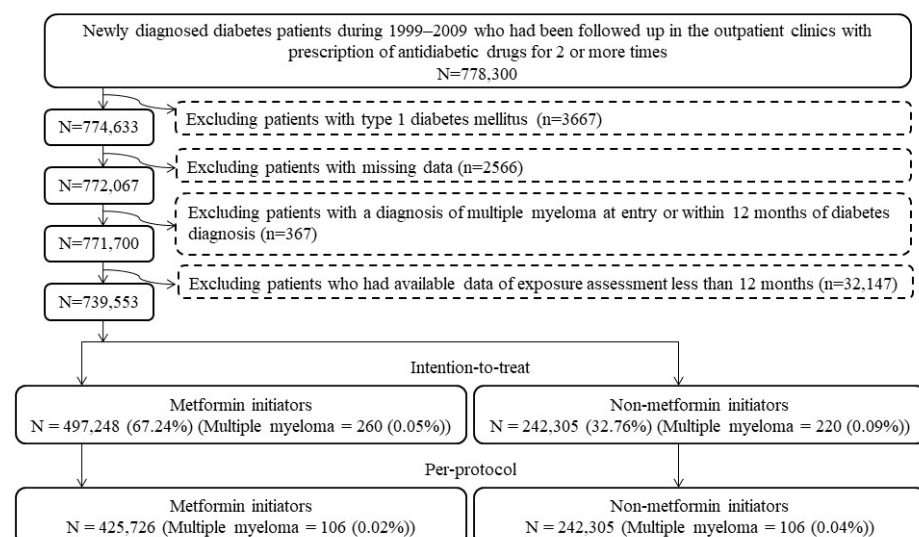 Newly diagnosed diabetes patients during 1999–2009 who had been followed up in the outpatient clinics with
prescription of antidiabetic drugs for 2 or more times
N=778,300
N=774,633
Excluding patients with type 1 diabetes mellitus (n=3667)
N=772,067
Excluding patients with missing data (n=2566)
N=771,700
Excluding patients with a diagnosis of multiple myeloma at entry or within 12 months of diabetes
diagnosis (n=367)
N=739,553
Excluding patients who had available data of exposure assessment less than 12 months (n=32,147)
Intention-to-treat
Metformin initiators
N = 497,248 (67.24%) (Multiple myeloma = 260 (0.05%))
Non-metformin initiators
N = 242,305 (32.76%) (Multiple myeloma = 220 (0.09%))
Per-protocol
Metformin initiators
N = 425,726 (Multiple myeloma = 106 (0.02%))
Non-metformin initiators
N = 242,305 (Multiple myeloma = 106 (0.04%))